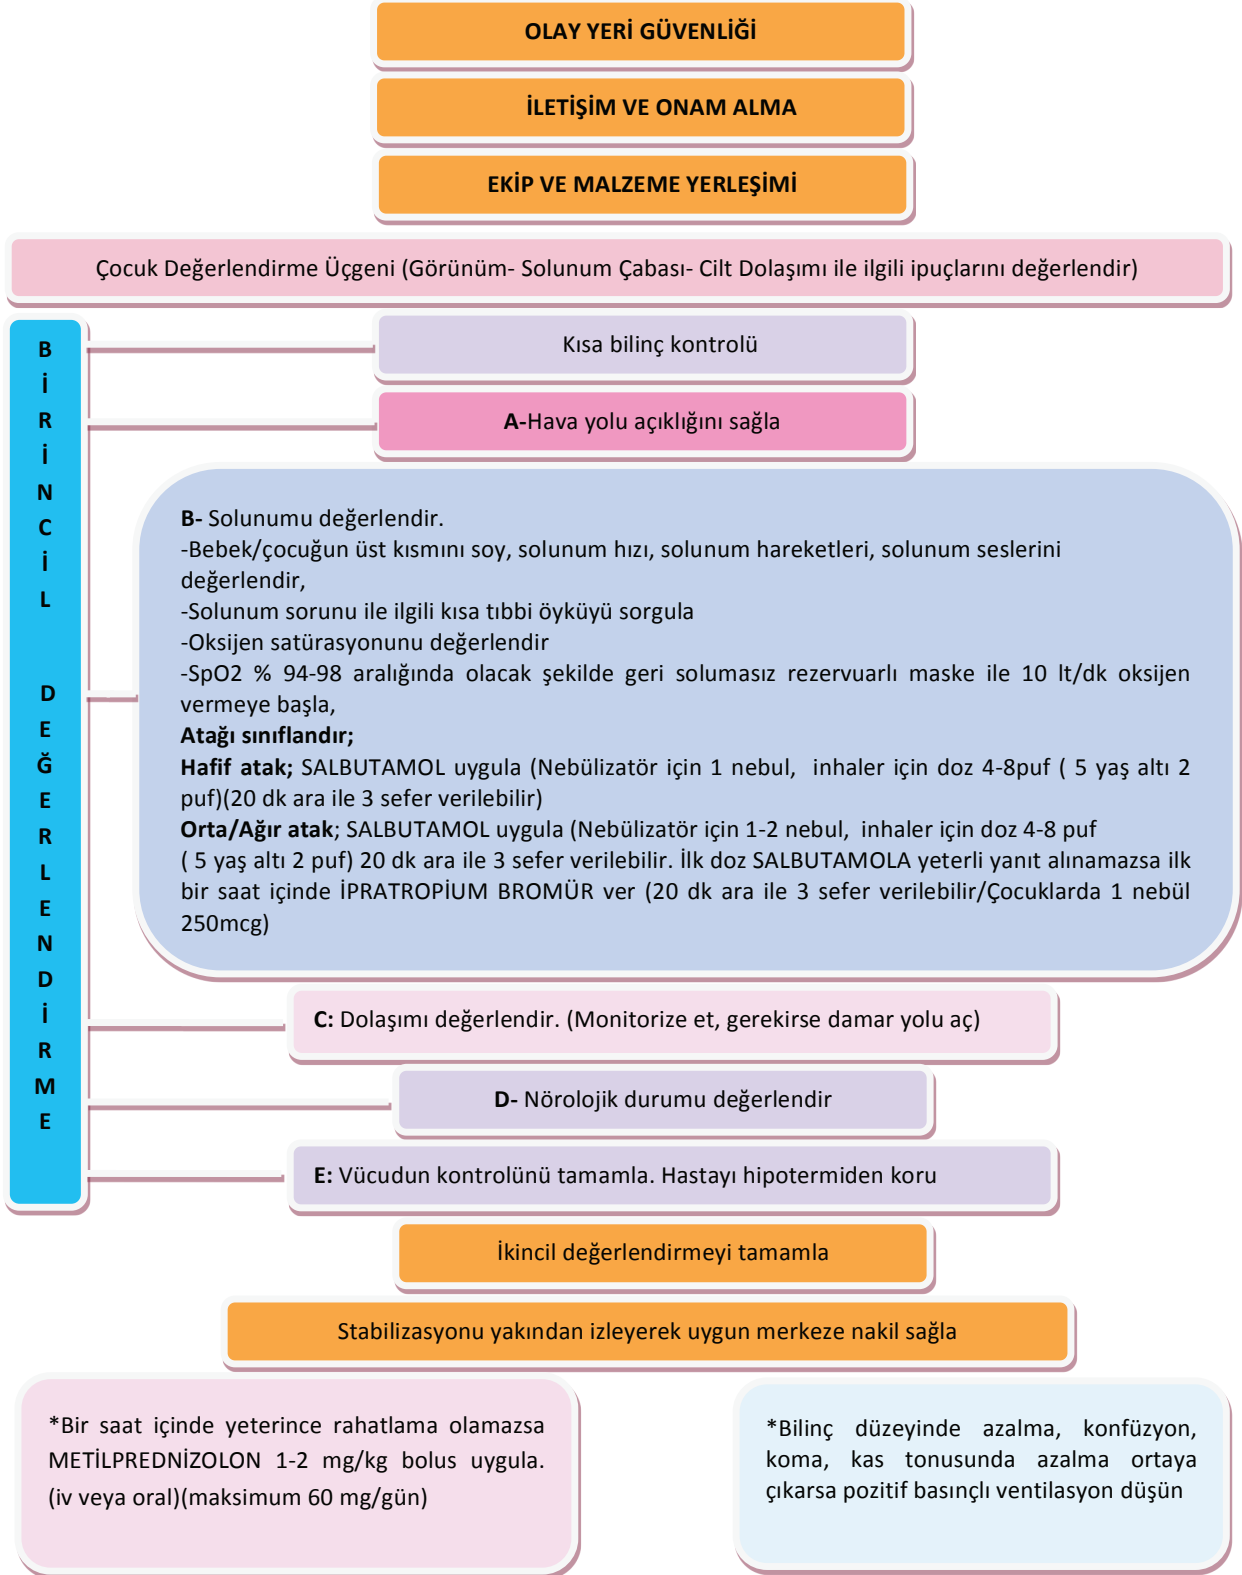 OLAY YERİ GÜVENLİĞİ
İLETİŞİM VE ONAM ALMA
EKİP VE MALZEME YERLEŞİMİ
Çocuk Değerlendirme Üçgeni (Görünüm- Solunum Çabası- Cilt Dolaşımı ile ilgili ipuçlarını değerlendir)
BİRİNCİL DEĞERLENDİRME
Kısa bilinç kontrolü
A-Hava yolu açıklığını sağla
B- Solunumu değerlendir.
-Bebek/çocuğun üst kısmını soy, solunum hızı, solunum hareketleri, solunum seslerini
değerlendir,
-Solunum sorunu ile ilgili kısa tıbbi öyküyü sorgula
-Oksijen satürasyonunu değerlendir
-SpO2 % 94-98 aralığında olacak şekilde geri solumasız rezervuarlı maske ile 10 lt/dk oksijen
vermeye başla,
Atağı sınıflandır;
Hafif atak; SALBUTAMOL uygula (Nebülizatör için 1 nebul, inhaler için doz 4-8puf ( 5 yaş altı 2
puf)(20 dk ara ile 3 sefer verilebilir)
Orta/Ağır atak; SALBUTAMOL uygula (Nebülizatör için 1-2 nebul, inhaler için doz 4-8 puf
( 5 yaş altı 2 puf) 20 dk ara ile 3 sefer verilebilir. İlk doz SALBUTAMOLA yeterli yanıt alınamazsa ilk
bir saat içinde İPRATROPİUM BROMÜR ver (20 dk ara ile 3 sefer verilebilir/Çocuklarda 1 nebül
250mcg)
C: Dolaşımı değerlendir. (Monitorize et, gerekirse damar yolu aç)
D- Nörolojik durumu değerlendir
E: Vücudun kontrolünü tamamla. Hastayı hipotermiden koru
İkincil değerlendirmeyi tamamla
Stabilizasyonu yakından izleyerek uygun merkeze nakil sağla
*Bir saat içinde yeterince rahatlama olamazsa
METİLPREDNİZOLON 1-2 mg/kg bolus uygula.
(iv veya oral)(maksimum 60 mg/gün)
*Bilinç düzeyinde azalma, konfüzyon,
koma, kas tonusunda azalma ortaya
çıkarsa pozitif basınçlı ventilasyon düşün